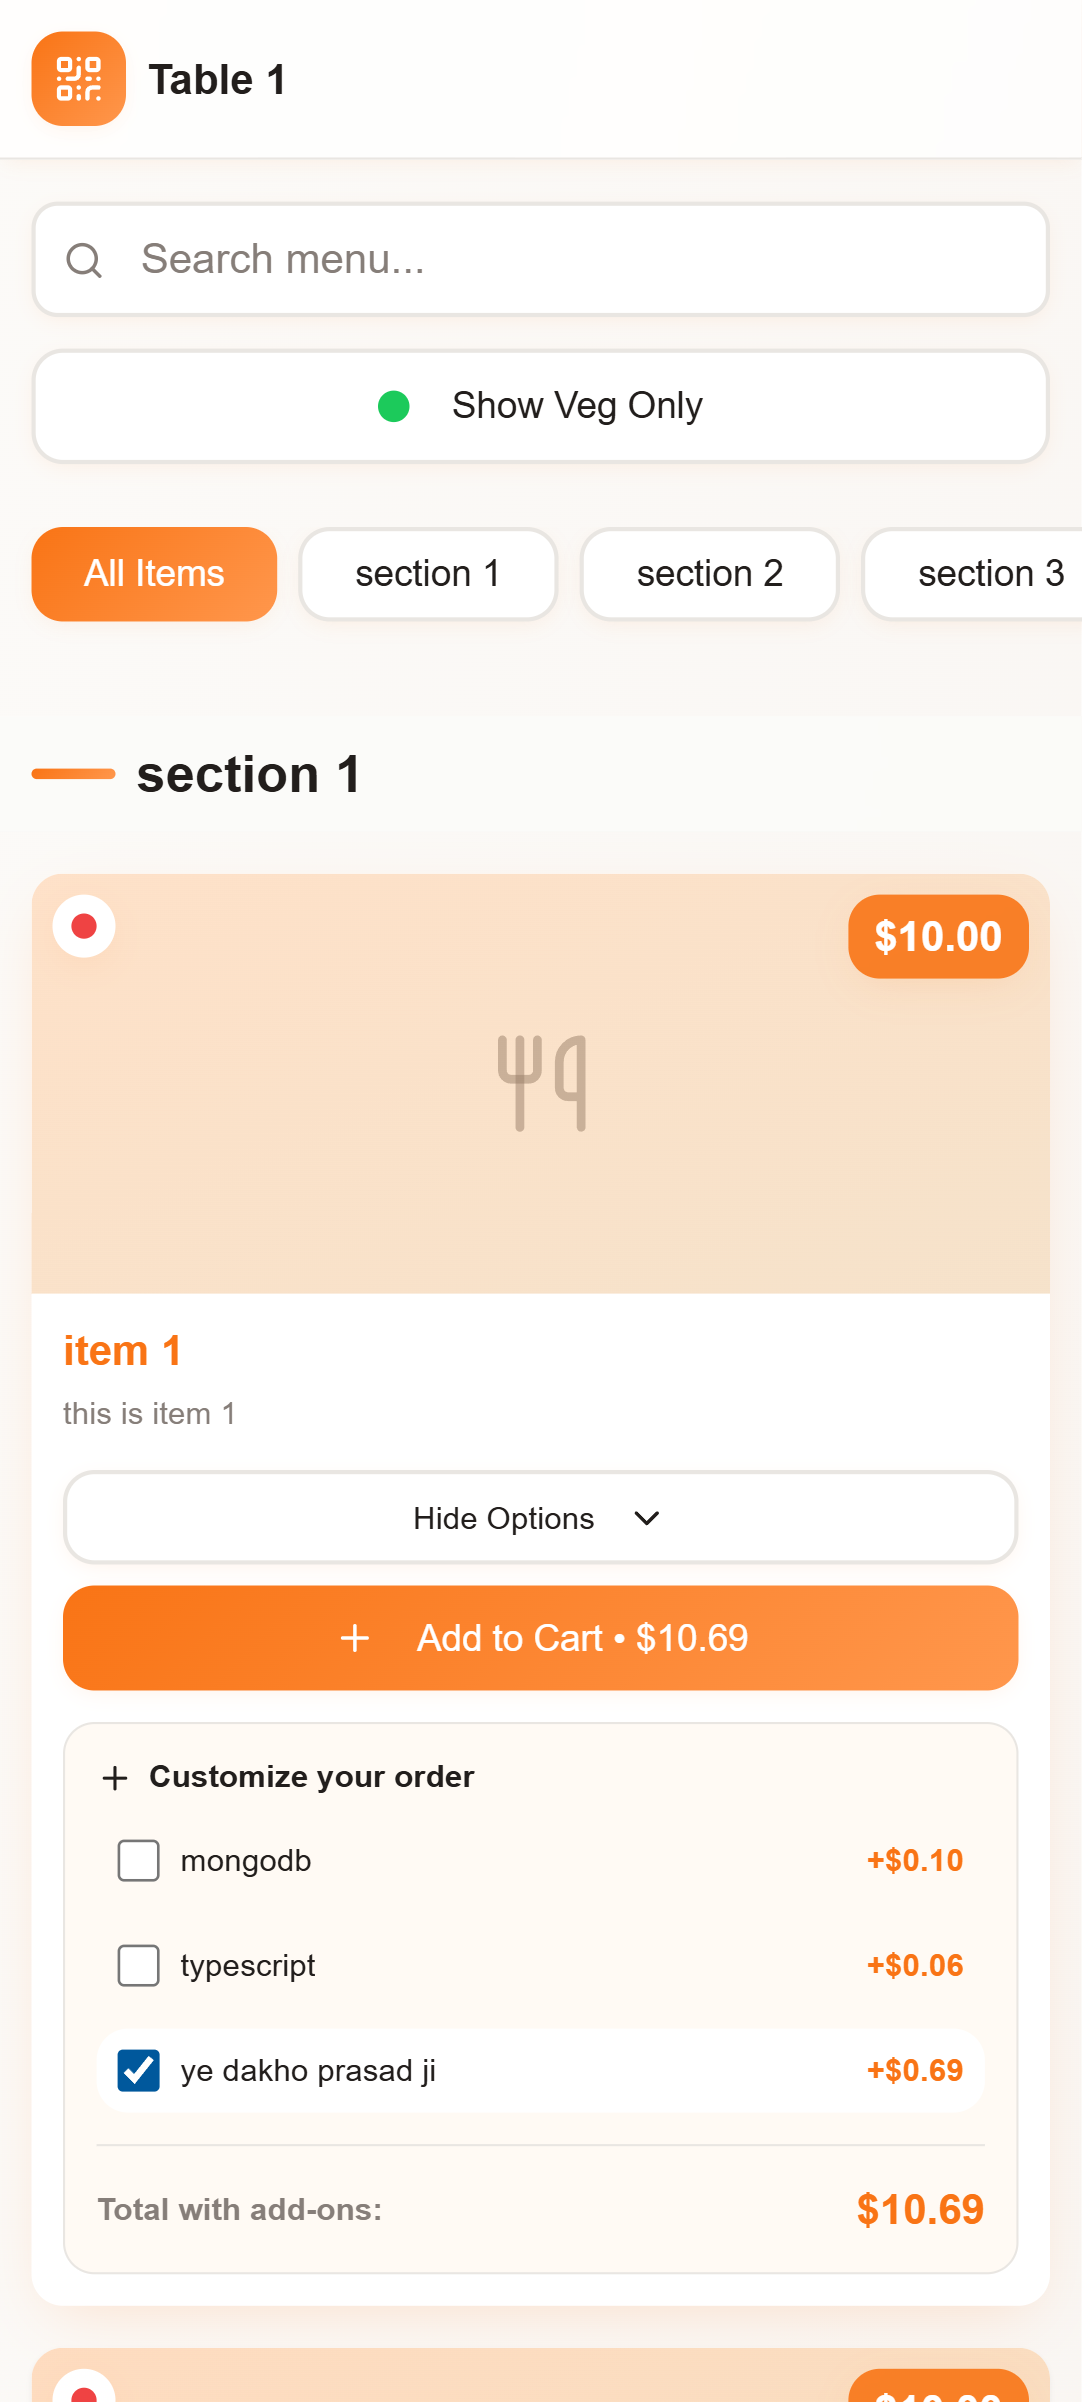 Table 1
Search menu...
Show Veg Only
All Items section 1 section 2 section 3
section 1
$10.00
item 1
this is item 1
Hide Options
Add to Cart • $10.69
Customize your order
mongodb +$0.10
typescript +$0.06
ye dakho prasad ji +$0.69
Total with add-ons: $10.69